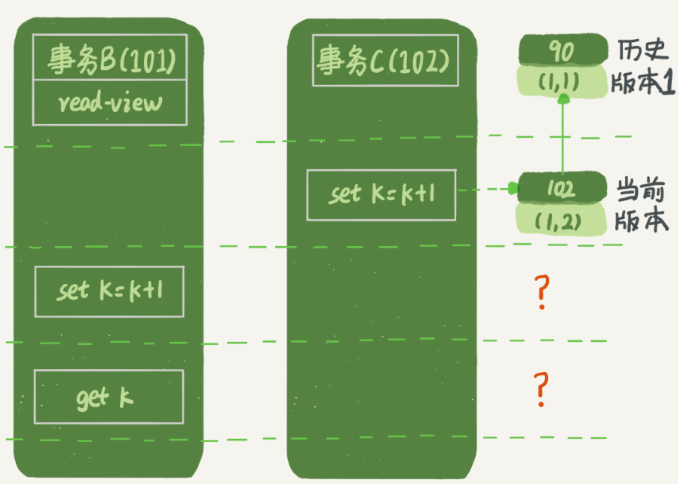 事务B(101)
read-view
事务C(102)
90
(1,1)
历史
版本1
set k=k+1
102
(1,2)
当前
版本
set k=k+1
?
get k
?